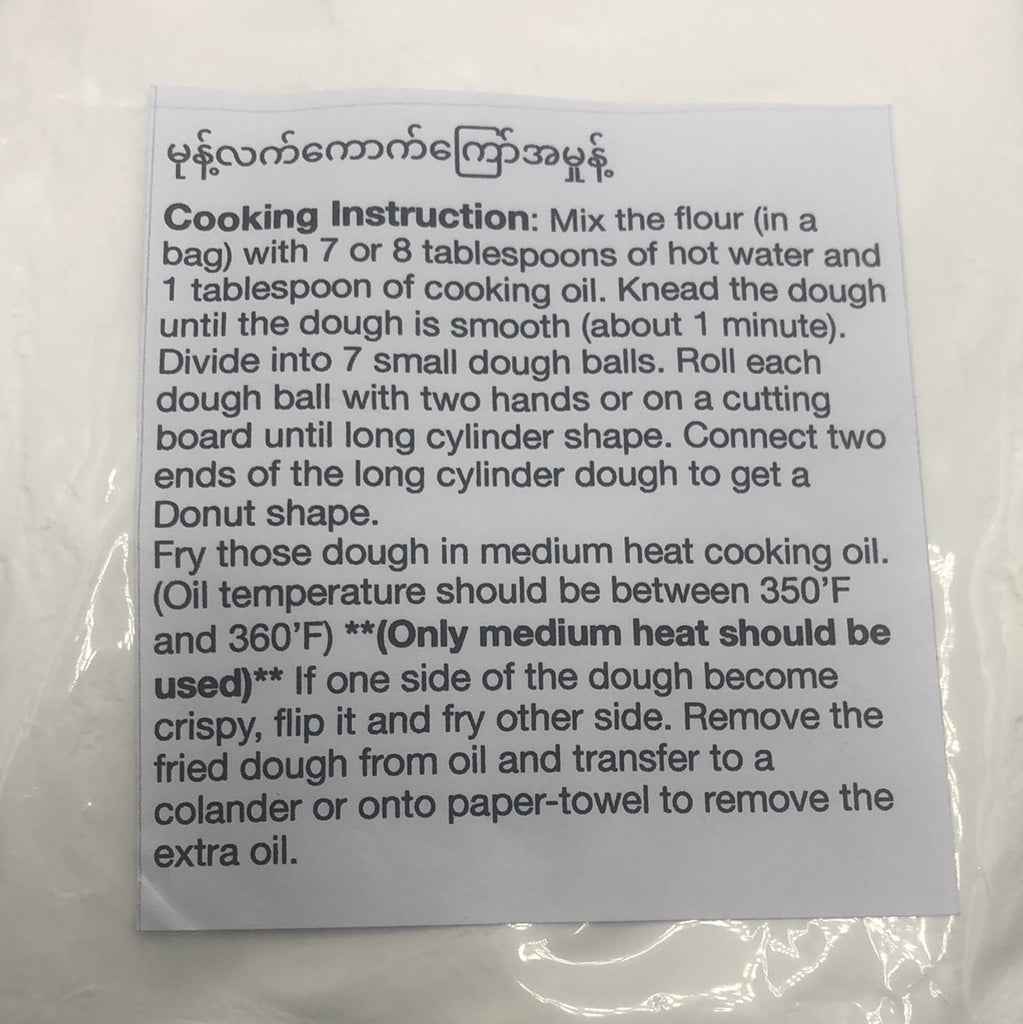 မုန့်လက်ကောက်ကြော်အမှုန့်
Cooking Instruction: Mix the flour (in a
bag) with 7 or 8 tablespoons of hot water and
1 tablespoon of cooking oil. Knead the dough
until the dough is smooth (about 1 minute).
Divide into 7 small dough balls. Roll each
dough ball with two hands or on a cutting
board until long cylinder shape. Connect two
ends of the long cylinder dough to get a
Donut shape.
Fry those dough in medium heat cooking oil.
(Oil temperature should be between 350'F
and 360'F) **(Only medium heat should be
used)** If one side of the dough become
crispy, flip it and fry other side. Remove the
fried dough from oil and transfer to a
colander or onto paper-towel to remove the
extra oil.